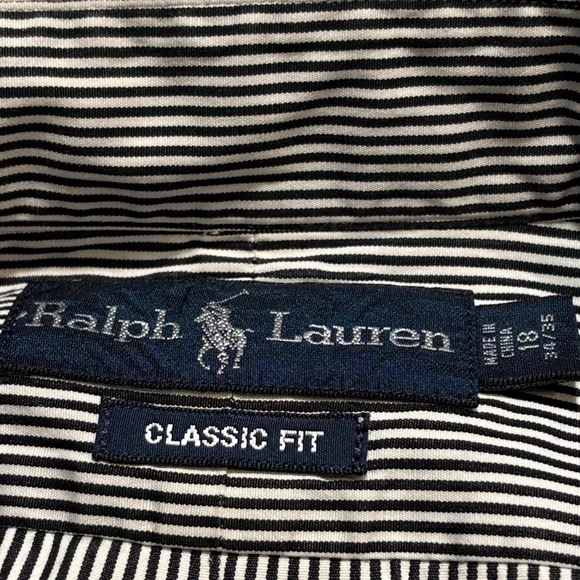 Ralph Lauren
MADE IN
CHINA
18
34/35
CLASSIC FIT